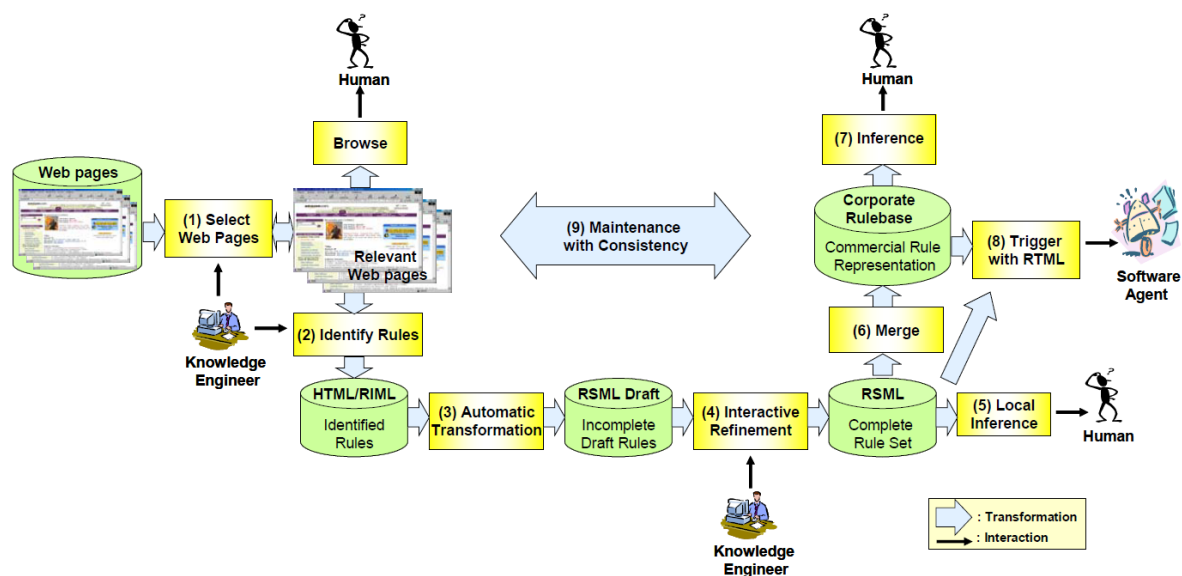 Human
Human
Browse
(7) Inference
Web pages
(1) Select
Web Pages
Relevant
Web pages
(9) Maintenance
with Consistency
Corporate
Rulebase
Commercial Rule
Representation
(8) Trigger
with RTML
Software
Agent
(2) Identify Rules
(6) Merge
Knowledge
Engineer
HTML/RIML
Identified
Rules
(3) Automatic
Transformation
RSML Draft
Incomplete
Draft Rules
(4) Interactive
Refinement
RSML
Complete
Rule Set
(5) Local
Inference
Human
Knowledge
Engineer
: Transformation
: Interaction